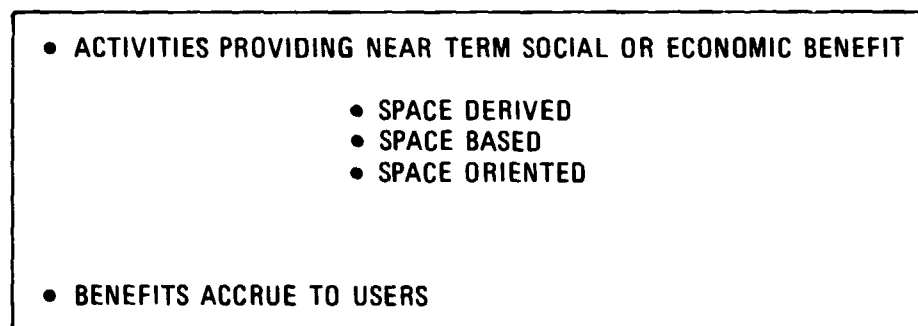 • ACTIVITIES PROVIDING NEAR TERM SOCIAL OR ECONOMIC BENEFIT
• SPACE DERIVED
• SPACE BASED
• SPACE ORIENTED
• BENEFITS ACCRUE TO USERS